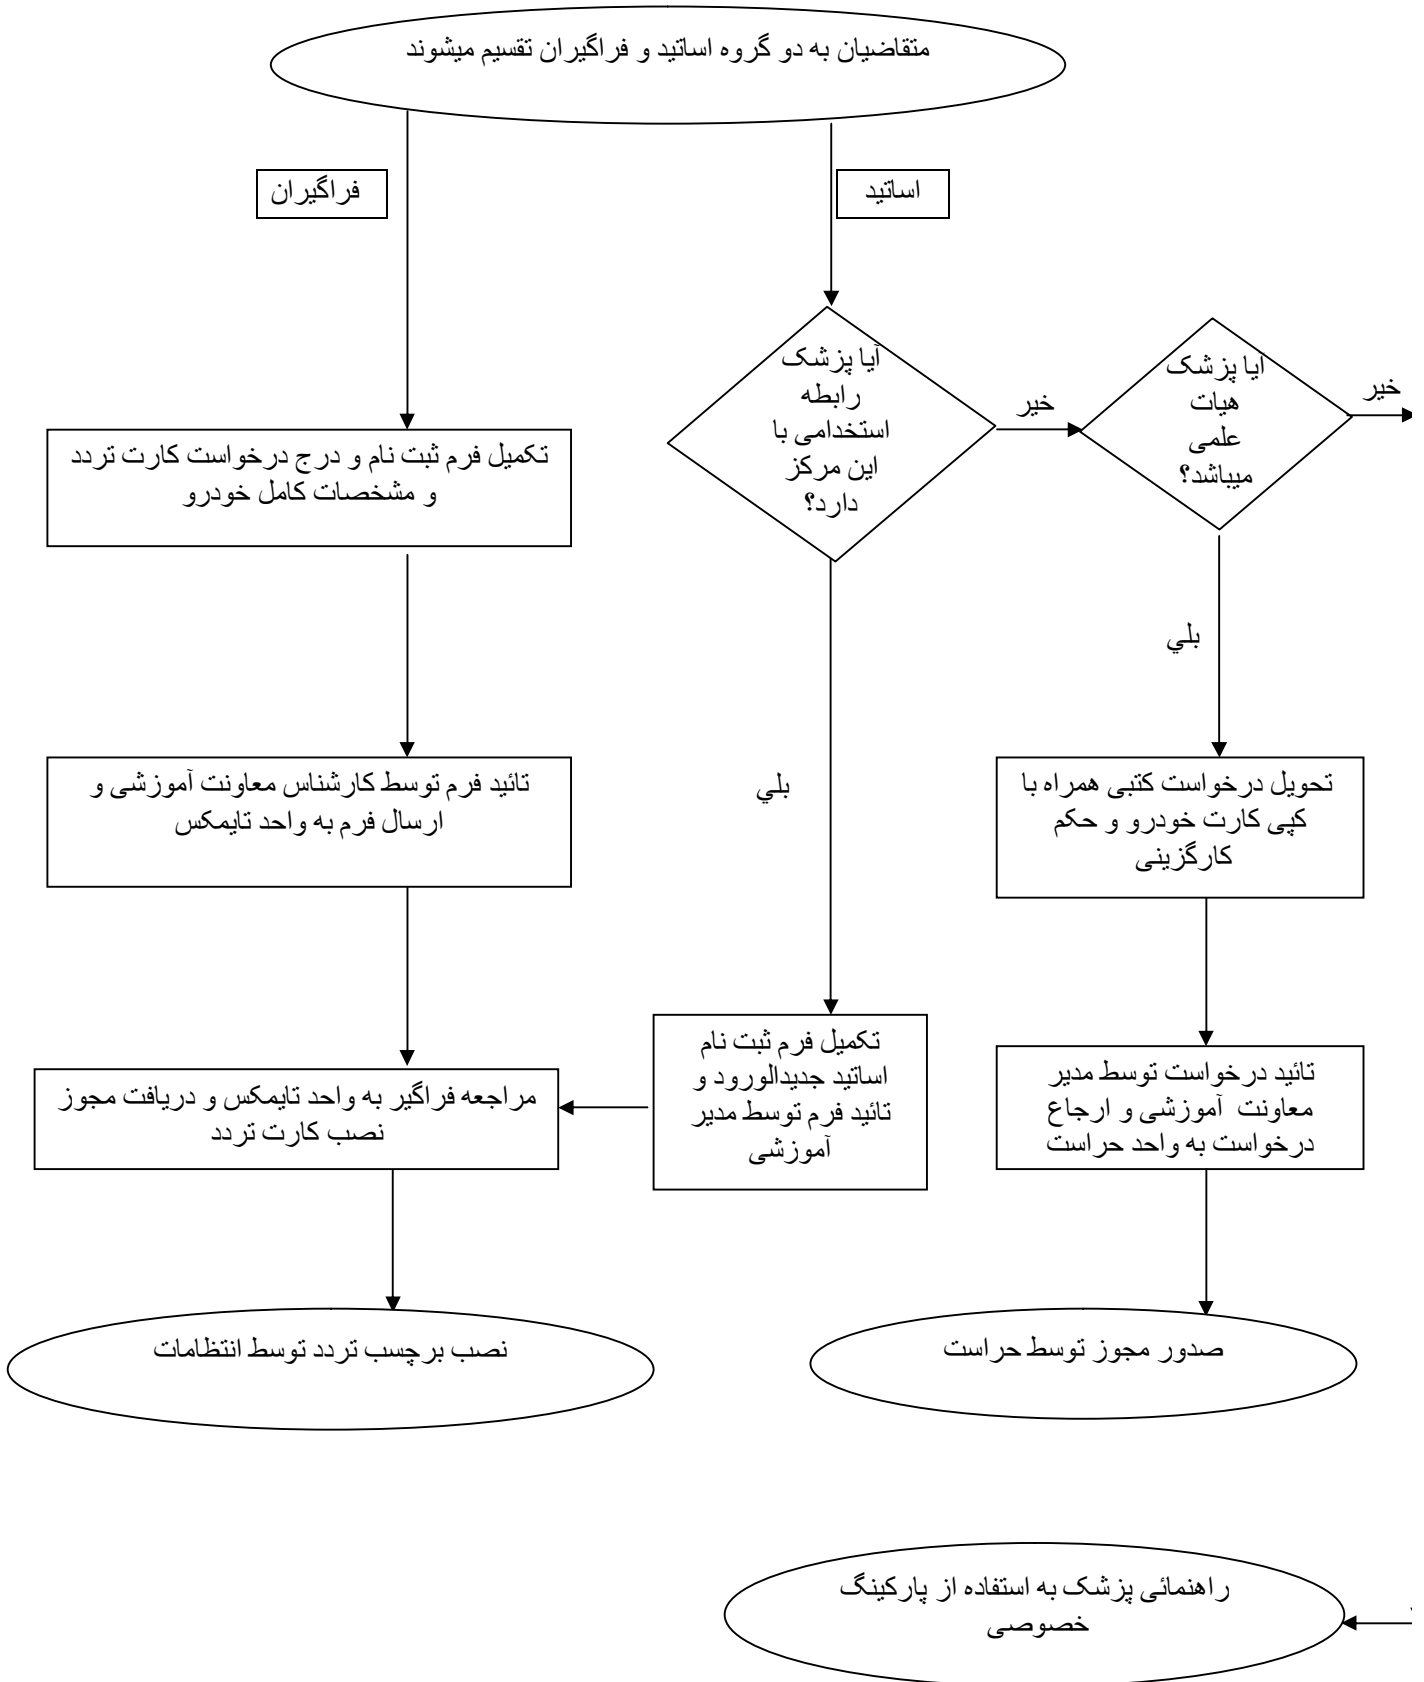 متقاضیان به دو گروه اساتید و فراگیران تقسیم میشوند
اساتید
فراگیران
آیا پزشک
رابطه
استخدامی با
این مرکز
دارد؟
خیر
ایا پزشک
هیات
علمی
میباشد؟
خیر
تکمیل فرم ثبت نام و درج درخواست کارت تردد
و مشخصات کامل خودرو
بلي
بلي
تحویل درخواست کتبی همراه با
کپی کارت خودرو و حکم
کارگزینی
تائید فرم توسط کارشناس معاونت آموزشی و
ارسال فرم به واحد تایمکس
تائید درخواست توسط مدیر
معاونت آموزشی و ارجاع
درخواست به واحد حراست
تکمیل فرم ثبت نام
اساتید جدیدالورود و
تائید فرم توسط مدیر
آموزشی
مراجعه فراگیر به واحد تایمکس و دریافت مجوز
نصب کارت تردد
صدور مجوز توسط حراست
نصب برچسب تردد توسط انتظامات
راهنمائی پزشک به استفاده از پارکینگ
خصوصی